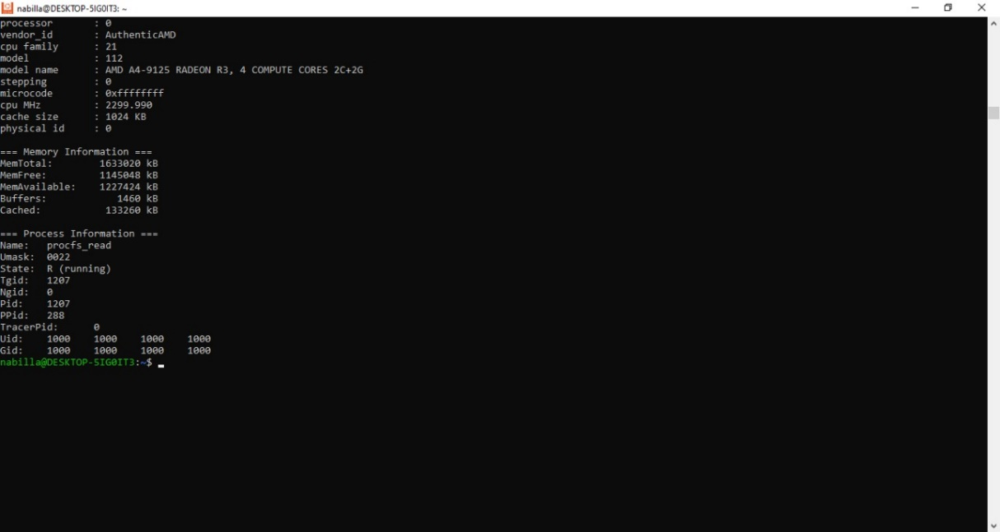 nabilla@DESKTOP-5IG0IT3: ~
processor       : 0
vendor_id       : AuthenticAMD
cpu family      : 21
model           : 112
model name      : AMD A4-9125 RADEON R3, 4 COMPUTE CORES 2C+2G
stepping        : 0
microcode       : 0xffffffff
cpu MHz         : 2299.990
cache size      : 1024 KB
physical id     : 0
=== Memory Information ===
MemTotal:        1633020 kB
MemFree:         1145048 kB
MemAvailable:    1227424 kB
Buffers:            1460 kB
Cached:           133260 kB
=== Process Information ===
Name:   procfs_read
Umask:  0022
State:  R (running)
Tgid:   1207
Ngid:   0
Pid:    1207
PPid:   288
TracerPid:      0
Uid:    1000    1000    1000    1000
Gid:    1000    1000    1000    1000
nabilla@DESKTOP-5IG0IT3:~$